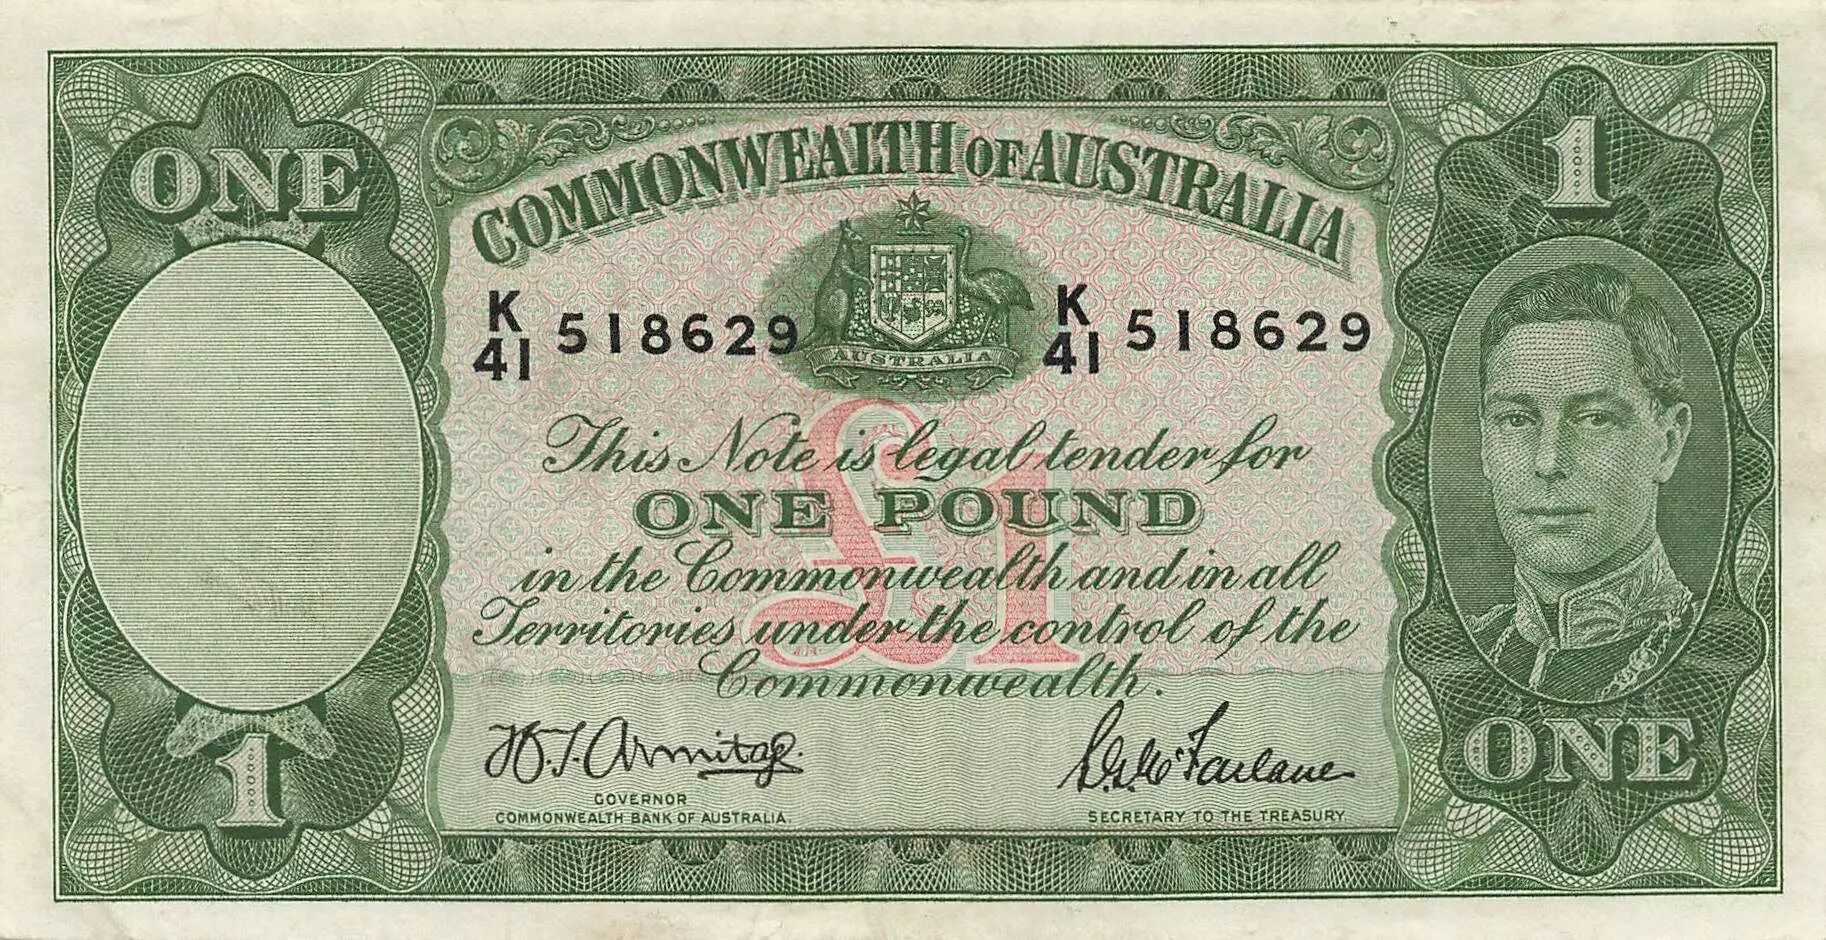 ONE
1
COMMONWEALTH OF AUSTRALIA
K
41 518629
K
41 518629
AUSTRALIA
This Note is legal tender for
£1
ONE POUND
in the Commonwealth and in all
Territories under the control of the
Commonwealth.
H.T. Armitage.
S.G. McFarlane
GOVERNOR
COMMONWEALTH BANK OF AUSTRALIA.
SECRETARY TO THE TREASURY.
1
ONE